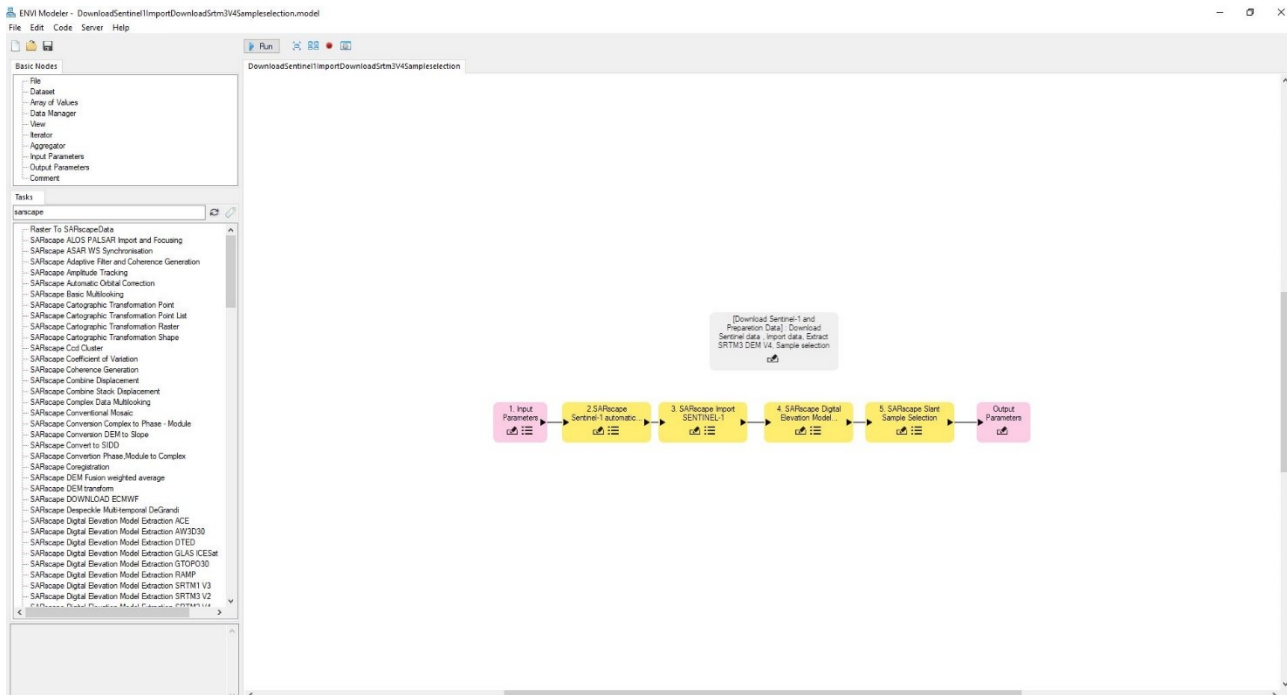 ENVI Modeler - DownloadSentinel1ImportDownloadSrtm3V4Sampleselection.model
File Edit Code Server Help
Run
Basic Nodes
DownloadSentinel1ImportDownloadSrtm3V4Sampleselection
File
Dataset
Array of Values
Data Manager
View
Iterator
Aggregator
Input Parameters
Output Parameters
Comment
Tasks
sarscape
Raster To SARscapeData
SARscape ALOS PALSAR Import and Focusing
SARscape ASAR WS Synchronisation
SARscape Adaptive Filter and Coherence Generation
SARscape Amplitude Tracking
SARscape Automatic Orbital Correction
SARscape Basic Multilooking
SARscape Cartographic Transformation Point
SARscape Cartographic Transformation Point List
SARscape Cartographic Transformation Raster
SARscape Cartographic Transformation Shape
SARscape Ccd Cluster
SARscape Coefficient of Variation
SARscape Coherence Generation
SARscape Combine Displacement
SARscape Combine Stack Displacement
SARscape Complex Data Multilooking
SARscape Conventional Mosaic
SARscape Conversion Complex to Phase - Module
SARscape Conversion DEM to Slope
SARscape Convert to SIDD
SARscape Convertion Phase,Module to Complex
SARscape Coregistration
SARscape DEM Fusion weighted average
SARscape DEM transform
SARscape DOWNLOAD ECMWF
SARscape Despeckle Multi-temporal DeGrandi
SARscape Digital Elevation Model Extraction ACE
SARscape Digital Elevation Model Extraction AW3D30
SARscape Digital Elevation Model Extraction DTED
SARscape Digital Elevation Model Extraction GLAS ICESat
SARscape Digital Elevation Model Extraction GTOPO30
SARscape Digital Elevation Model Extraction RAMP
SARscape Digital Elevation Model Extraction SRTM1 V3
SARscape Digital Elevation Model Extraction SRTM3 V2
SARscape Digital Elevation Model Extraction SRTM3 V4
[Download Sentinel-1 and
Preparetion Data] : Download
Sentinel data , Import data, Extract
SRTM3 DEM V4, Sample selection
1. Input
Parameters
2.SARscape
Sentinel-1 automatic...
3. SARscape Import
SENTINEL-1
4. SARscape Digital
Elevation Model...
5. SARscape Slant
Sample Selection
Output
Parameters